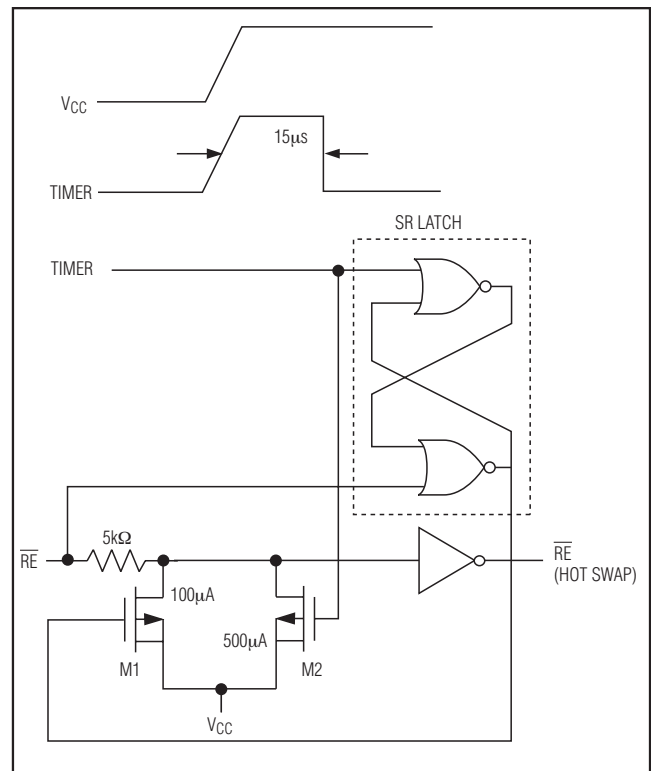 VCC
15µs
TIMER
SR LATCH
TIMER
5kΩ
RE
RE
(HOT SWAP)
100µA
500µA
M1
M2
VCC